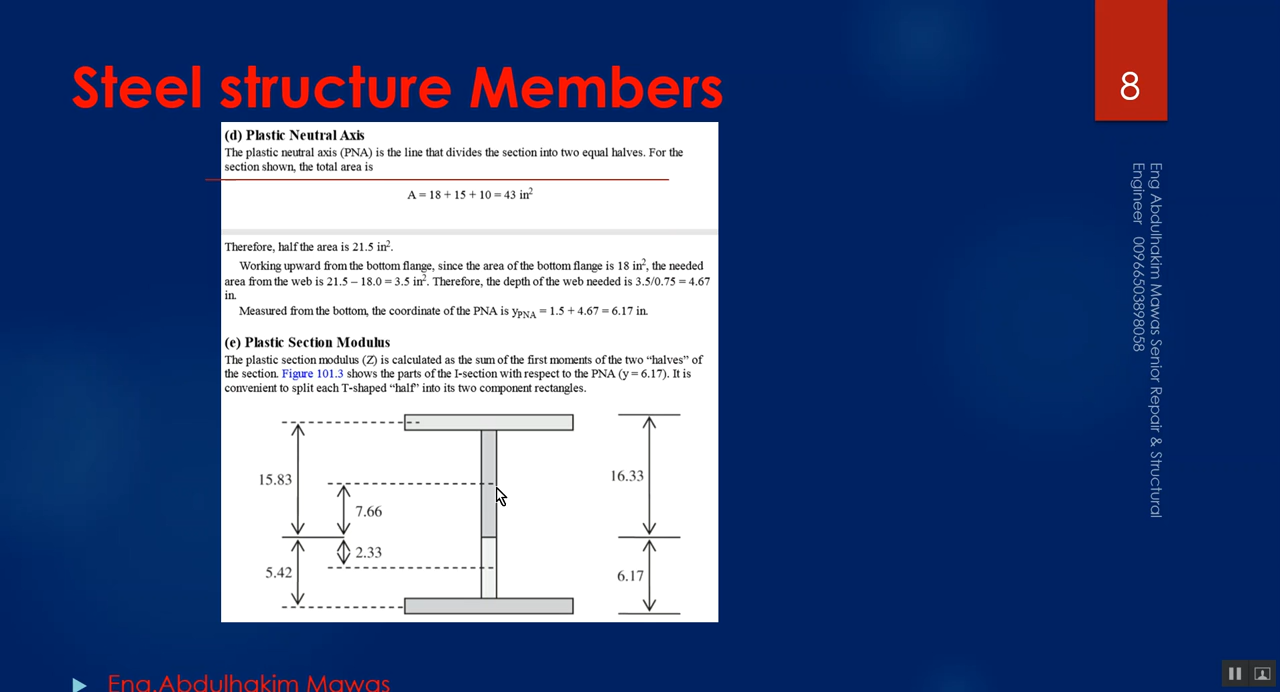 Steel structure Members
8
(d) Plastic Neutral Axis
The plastic neutral axis (PNA) is the line that divides the section into two equal halves. For the
section shown, the total area is
A = 18 + 15 + 10 = 43 in²
Therefore, half the area is 21.5 in².
Working upward from the bottom flange, since the area of the bottom flange is 18 in², the needed
area from the web is 21.5 – 18.0 = 3.5 in². Therefore, the depth of the web needed is 3.5/0.75 = 4.67
in.
Measured from the bottom, the coordinate of the PNA is yPNA = 1.5 + 4.67 = 6.17 in.
(e) Plastic Section Modulus
The plastic section modulus (Z) is calculated as the sum of the first moments of the two “halves” of
the section. Figure 101.3 shows the parts of the I-section with respect to the PNA (y = 6.17). It is
convenient to split each T-shaped “half” into its two component rectangles.
15.83
16.33
7.66
2.33
5.42
6.17
Eng Abdulhakim Mawas Senior Repair & Structural
Engineer 00966503898058
Eng.Abdulhakim Mawas